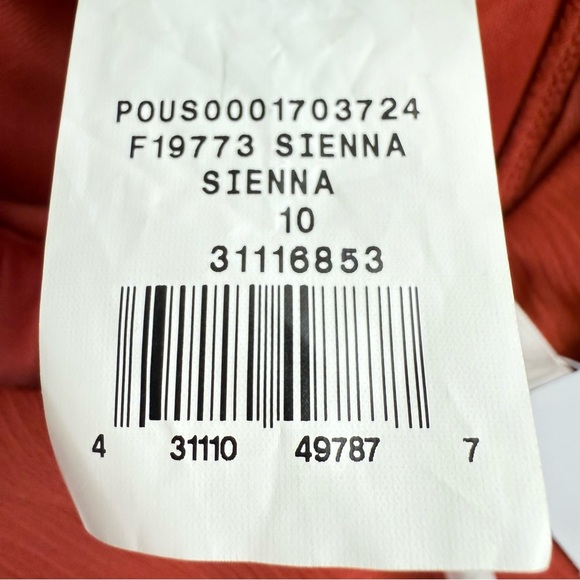 POUS0001703724
F19773 SIENNA
SIENNA
10
31116853
4 31110 49787 7